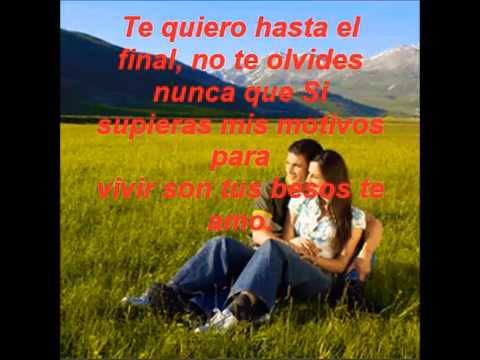 Te quiero hasta el
final, no te olvides
nunca que Si
supieras mis motivos
para
vivir son tus besos te
amo.